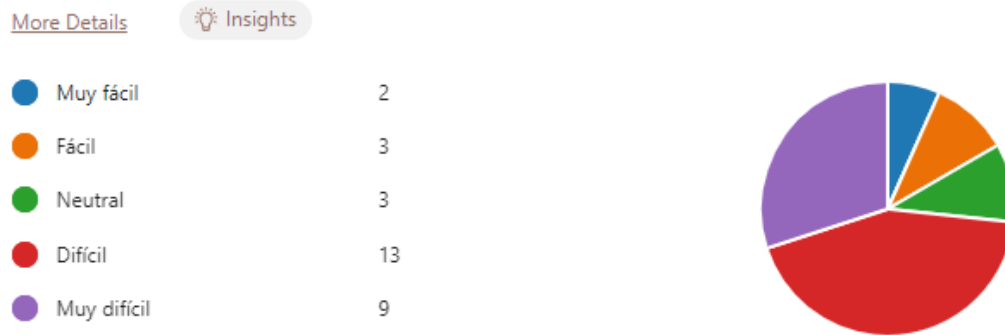 More Details Insights
Muy fácil 2
Fácil 3
Neutral 3
Difícil 13
Muy difícil 9